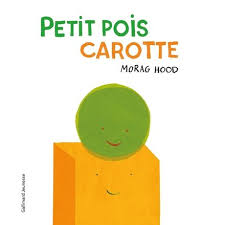 PETIT POIS
CAROTTE
MORAG HOOD
Gallimard Jeunesse